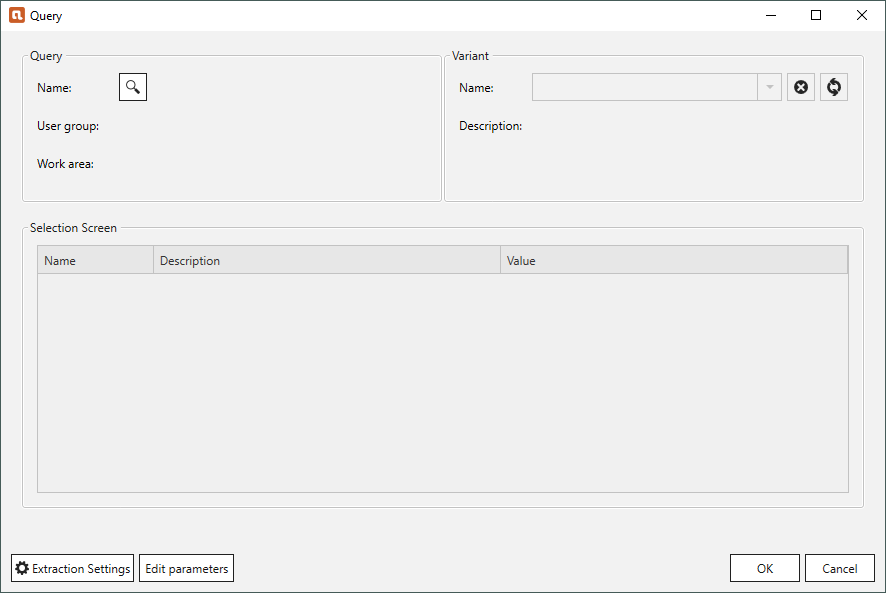 Query
Query
Name:
User group:
Work area:
Variant
Name:
Description:
Selection Screen
Name Description Value
Extraction Settings Edit parameters OK Cancel